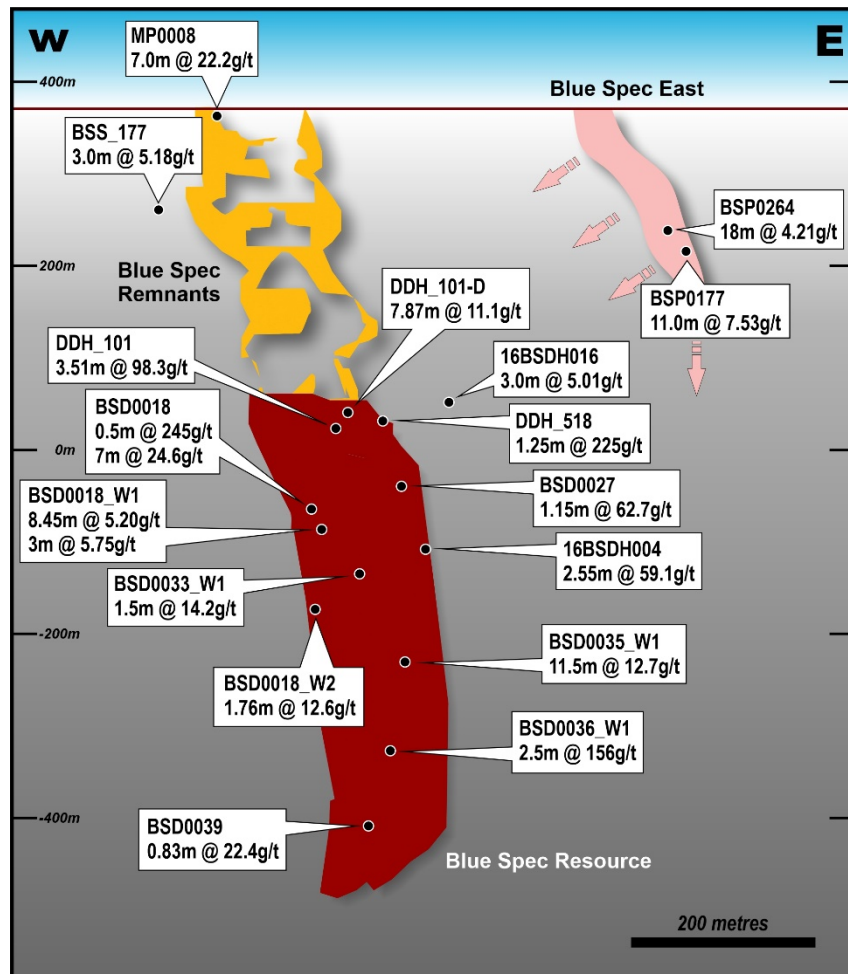 W
E
MP0008
7.0m @ 22.2g/t
400m
Blue Spec East
BSS_177
3.0m @ 5.18g/t
BSP0264
18m @ 4.21g/t
200m
Blue Spec
Remnants
DDH_101-D
7.87m @ 11.1g/t
BSP0177
11.0m @ 7.53g/t
DDH_101
3.51m @ 98.3g/t
16BSDH016
3.0m @ 5.01g/t
BSD0018
0.5m @ 245g/t
7m @ 24.6g/t
DDH_518
1.25m @ 225g/t
0m
BSD0027
1.15m @ 62.7g/t
BSD0018_W1
8.45m @ 5.20g/t
3m @ 5.75g/t
16BSDH004
2.55m @ 59.1g/t
BSD0033_W1
1.5m @ 14.2g/t
-200m
BSD0035_W1
11.5m @ 12.7g/t
BSD0018_W2
1.76m @ 12.6g/t
BSD0036_W1
2.5m @ 156g/t
-400m
BSD0039
0.83m @ 22.4g/t
Blue Spec Resource
200 metres